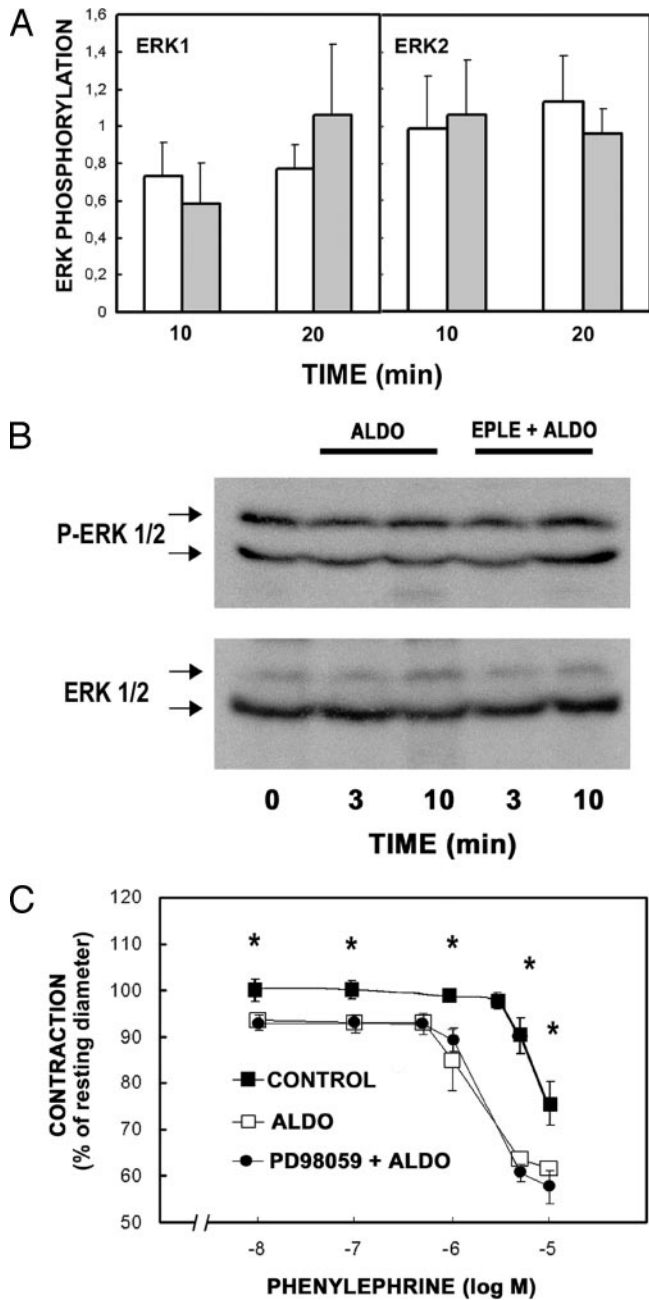 A
ERK1
ERK2
ERK PHOSPHORYLATION
1,6
1,4
1,2
1
0,8
0,6
0,4
0,2
0
10
20
10
20
TIME (min)
B
ALDO
EPLE + ALDO
P-ERK 1/2
ERK 1/2
0 3 10 3 10
TIME (min)
C
CONTRACTION
(% of resting diameter)
120
110
100
90
80
70
60
50
* * * * *
CONTROL
ALDO
PD98059 + ALDO
-8 -7 -6 -5
PHENYLEPHRINE (log M)